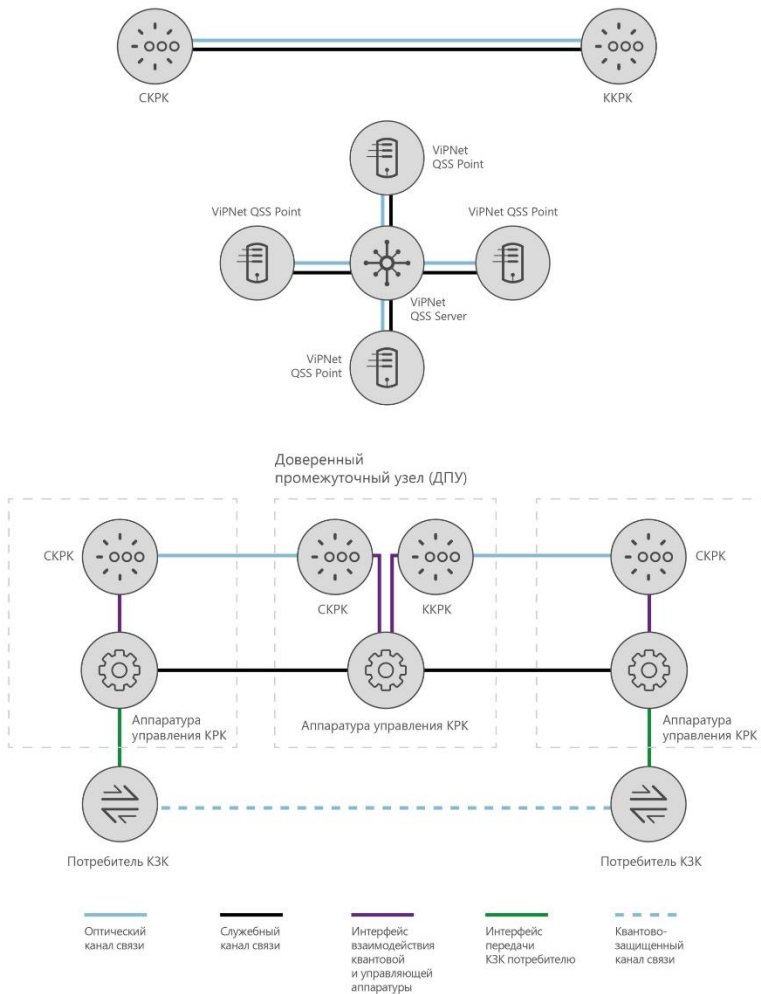 СКРК
ККРК
ViPNet
QSS Point
ViPNet QSS Point
ViPNet QSS Point
ViPNet
QSS Server
ViPNet
QSS Point
Доверенный
промежуточный узел (ДПУ)
СКРК
СКРК
СКРК
ККРК
Аппаратура
управления КРК
Аппаратура управления КРК
Аппаратура
управления КРК
Потребитель КЗК
Потребитель КЗК
Оптический
канал связи
Служебный
канал связи
Интерфейс
взаимодействия
квантовой
и управляющей
аппаратуры
Интерфейс
передачи
КЗК потребителю
Квантово-
защищенный
канал связи